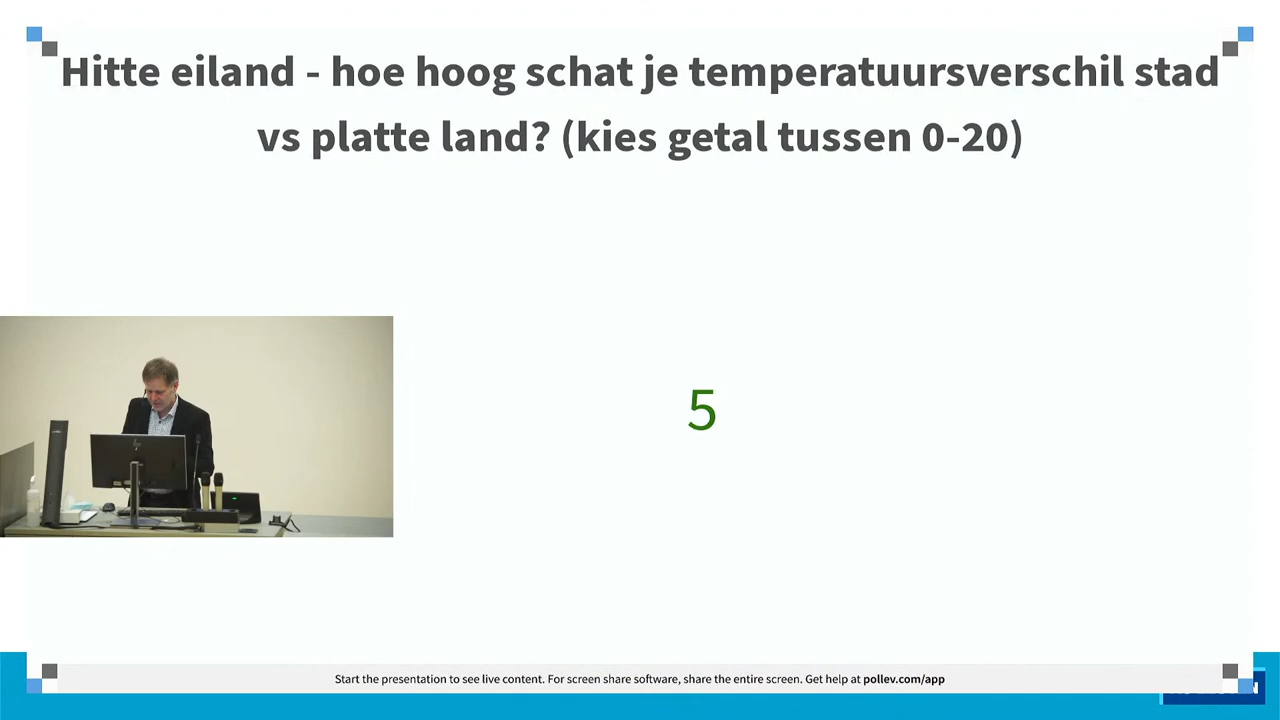 Hitte eiland - hoe hoog schat je temperatuursverschil stad
vs platte land? (kies getal tussen 0-20)
5
Start the presentation to see live content. For screen share software, share the entire screen. Get help at pollev.com/app